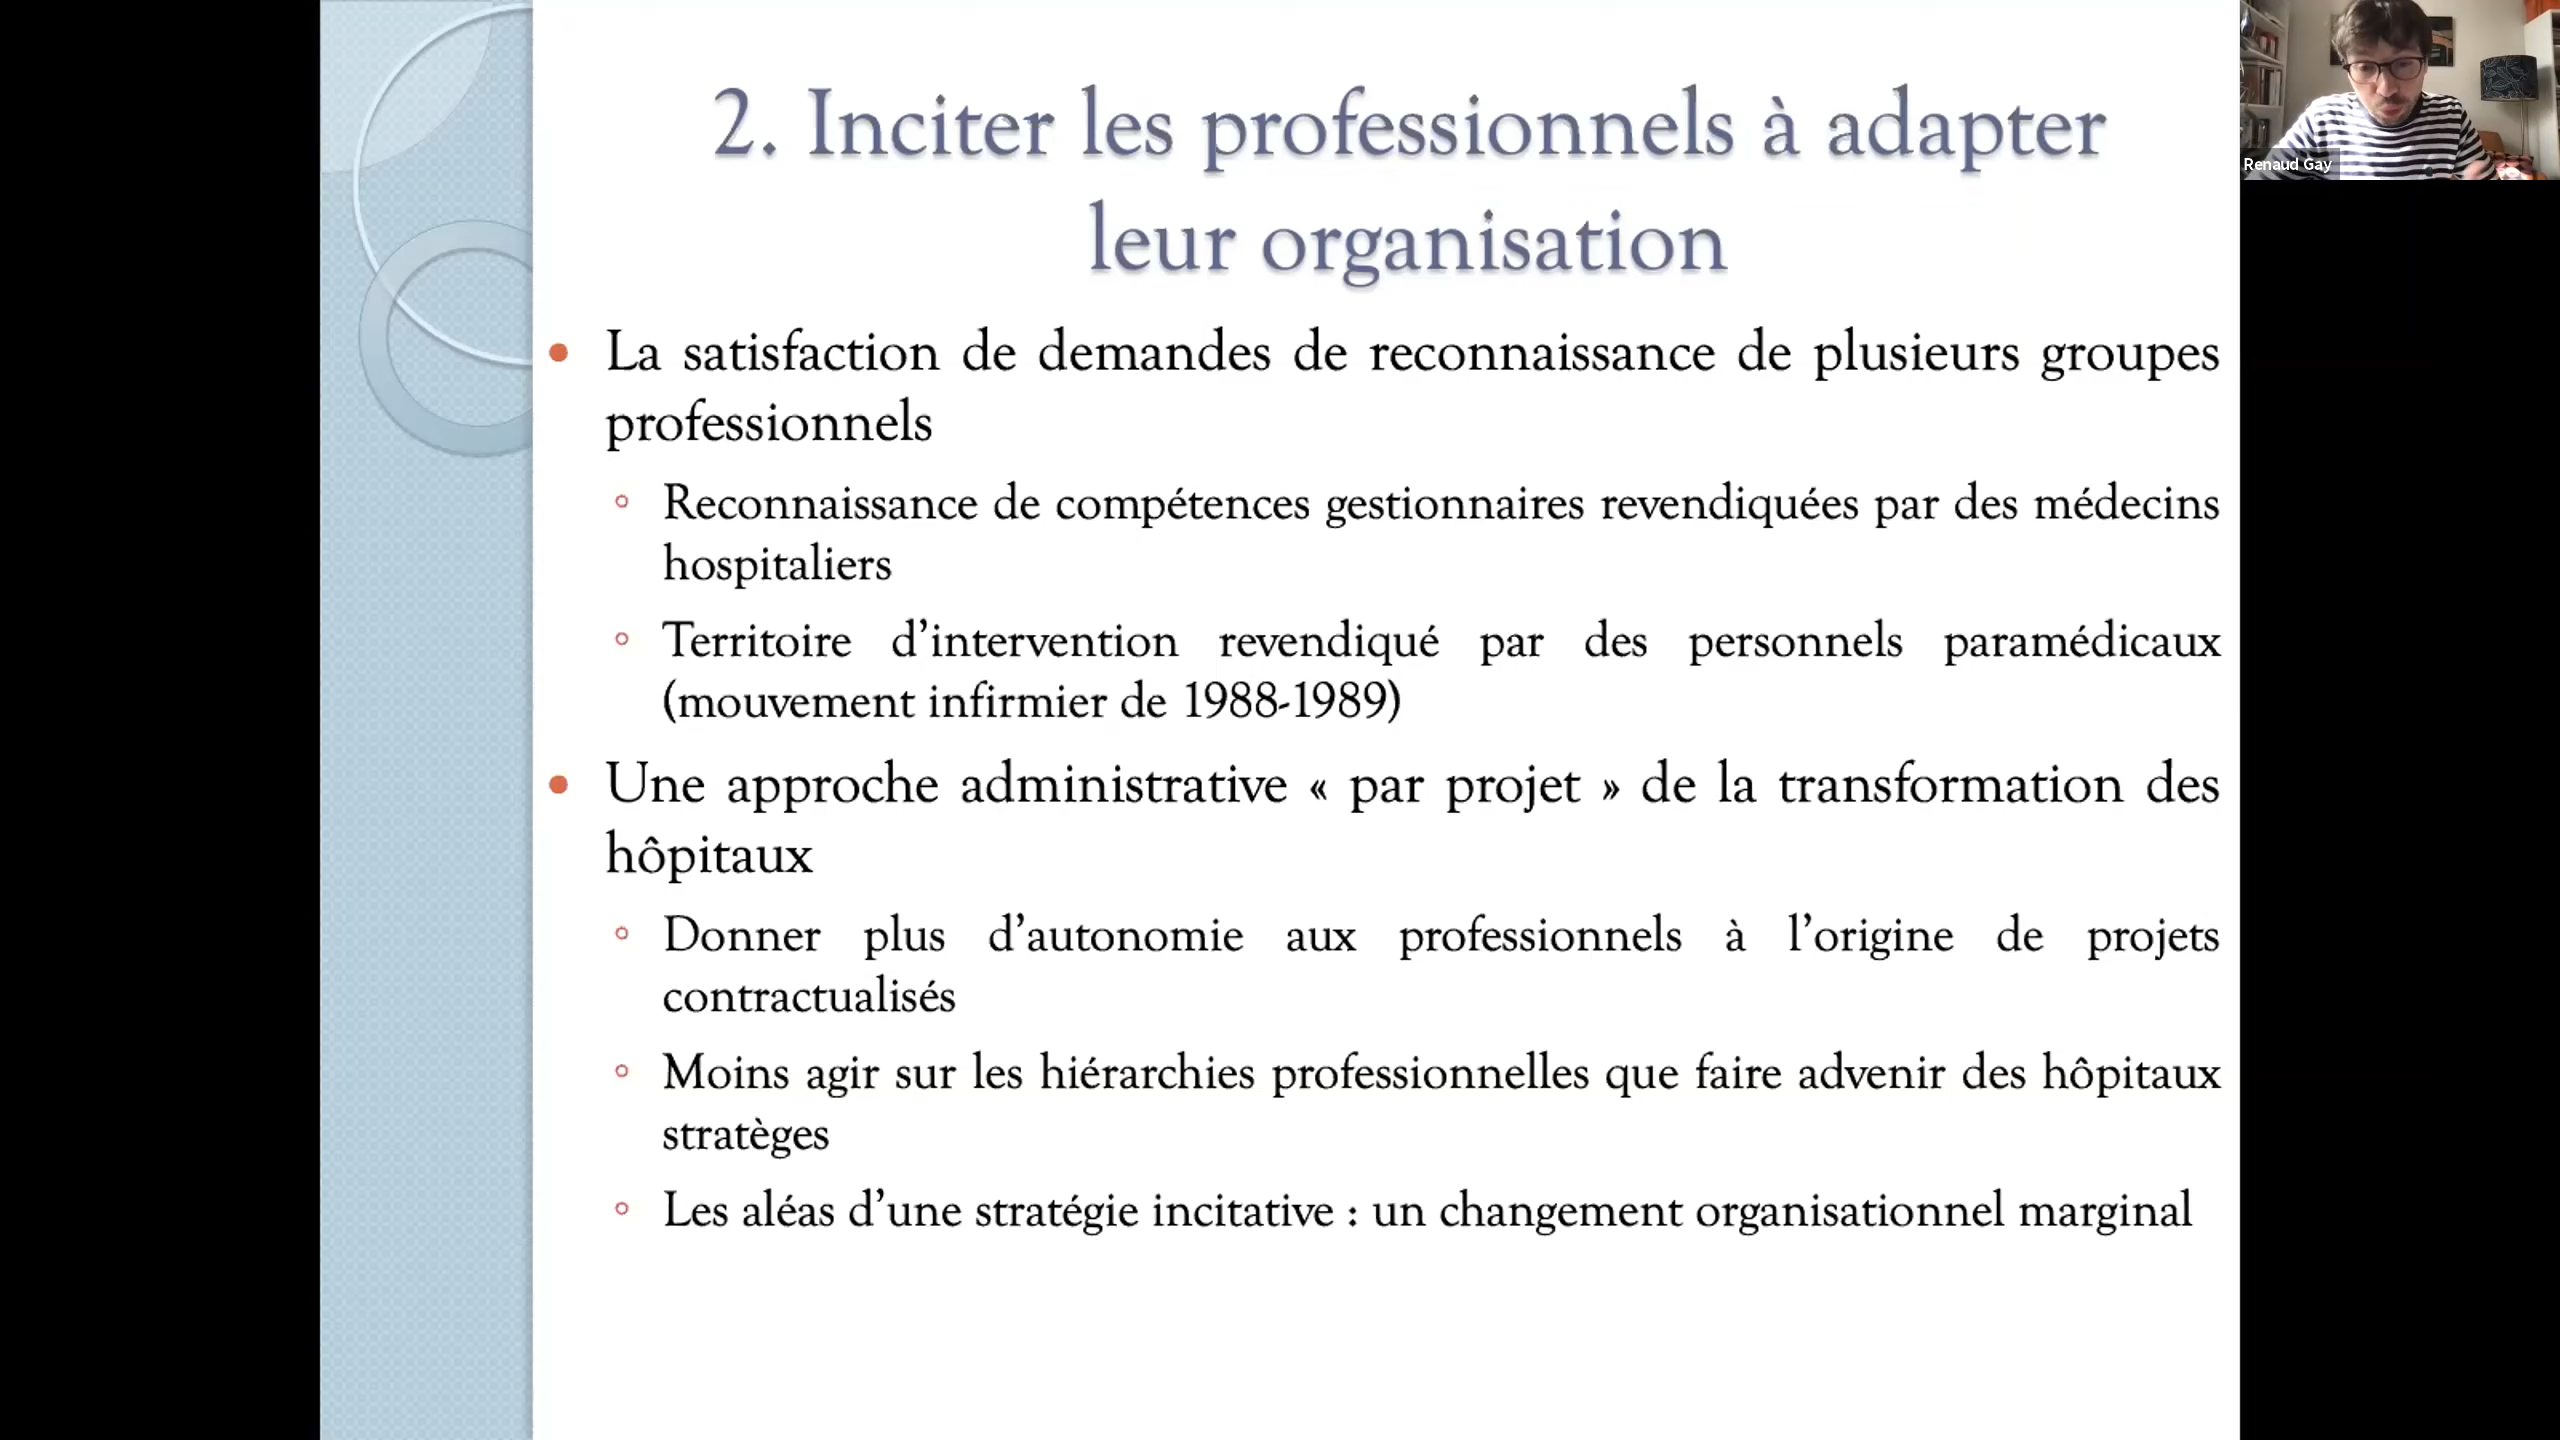 2. Inciter les professionnels à adapter
leur organisation
Renaud Gay
La satisfaction de demandes de reconnaissance de plusieurs groupes
professionnels
Reconnaissance de compétences gestionnaires revendiquées par des médecins
hospitaliers
Territoire d’intervention revendiqué par des personnels paramédicaux
(mouvement infirmier de 1988-1989)
Une approche administrative « par projet » de la transformation des
hôpitaux
Donner plus d’autonomie aux professionnels à l’origine de projets
contractualisés
Moins agir sur les hiérarchies professionnelles que faire advenir des hôpitaux
stratèges
Les aléas d’une stratégie incitative : un changement organisationnel marginal